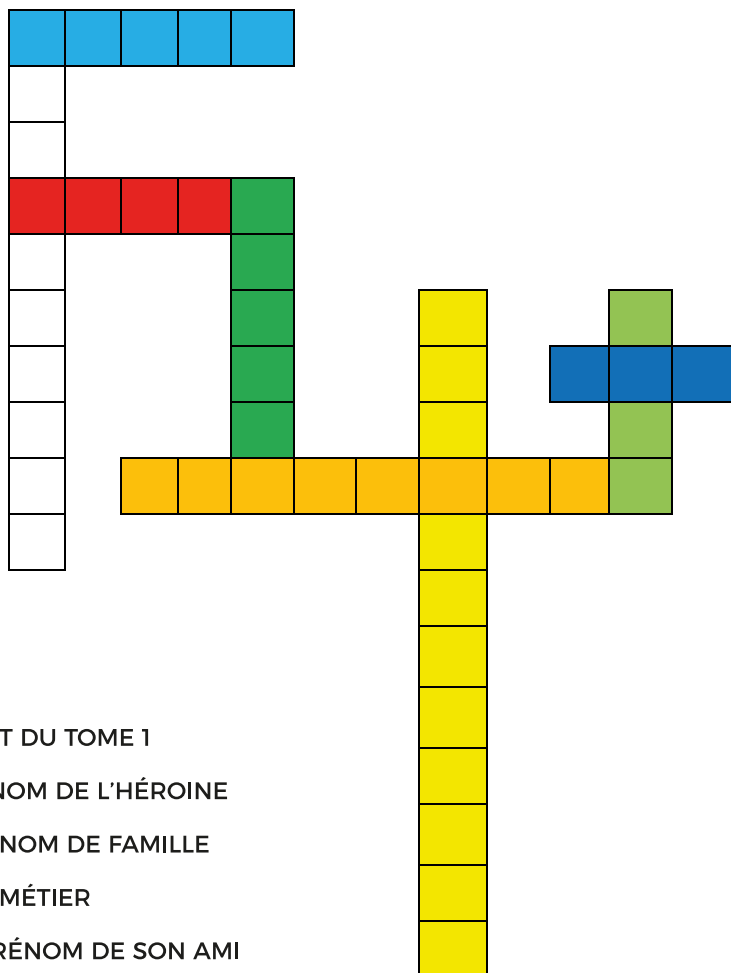 T DU TOME 1
NOM DE L'HÉROINE
NOM DE FAMILLE
MÉTIER
RÉNOM DE SON AMI